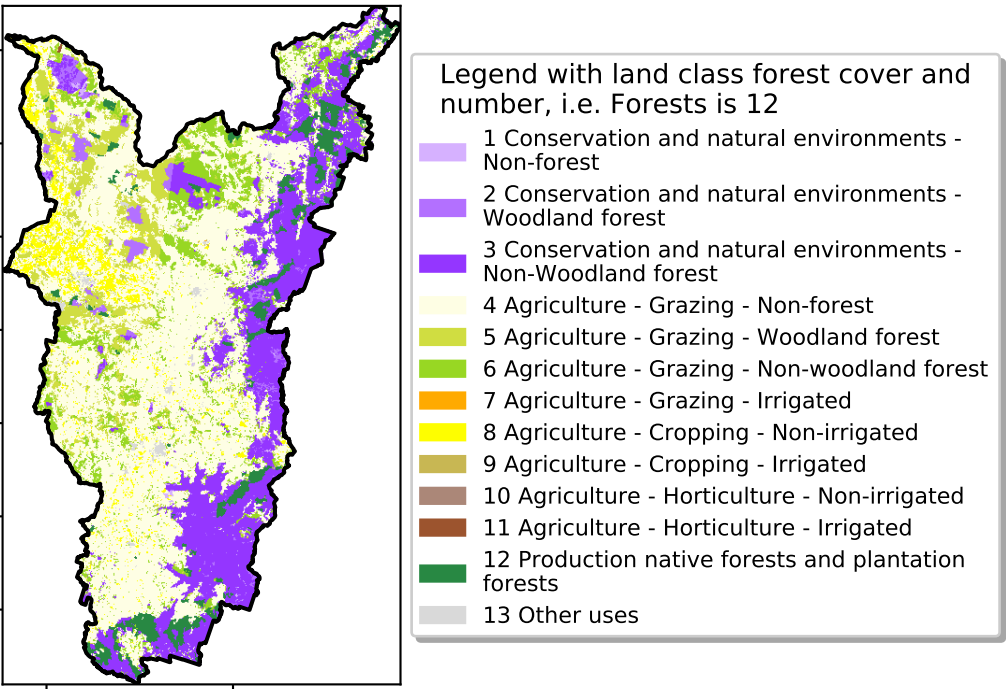 Legend with land class forest cover and
number, i.e. Forests is 12
1 Conservation and natural environments -
Non-forest
2 Conservation and natural environments -
Woodland forest
3 Conservation and natural environments -
Non-Woodland forest
4 Agriculture - Grazing - Non-forest
5 Agriculture - Grazing - Woodland forest
6 Agriculture - Grazing - Non-woodland forest
7 Agriculture - Grazing - Irrigated
8 Agriculture - Cropping - Non-irrigated
9 Agriculture - Cropping - Irrigated
10 Agriculture - Horticulture - Non-irrigated
11 Agriculture - Horticulture - Irrigated
12 Production native forests and plantation
forests
13 Other uses